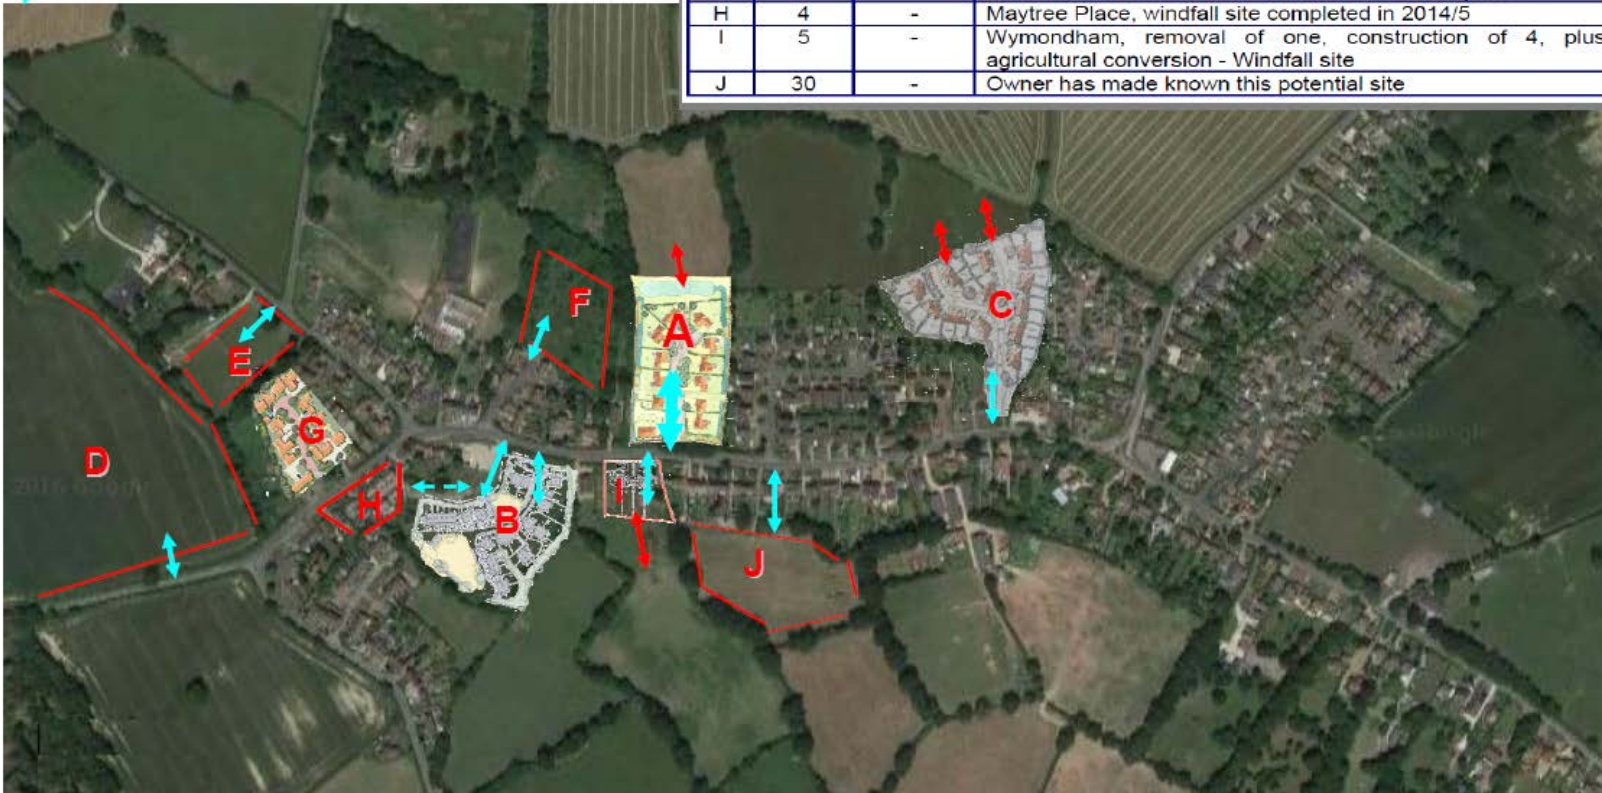 H 4 - Maytree Place, windfall site completed in 2014/5
I 5 - Wymondham, removal of one, construction of 4, plus
agricultural conversion - Windfall site
J 30 - Owner has made known this potential site
F
A
C
E
G
D
H
B
I
J